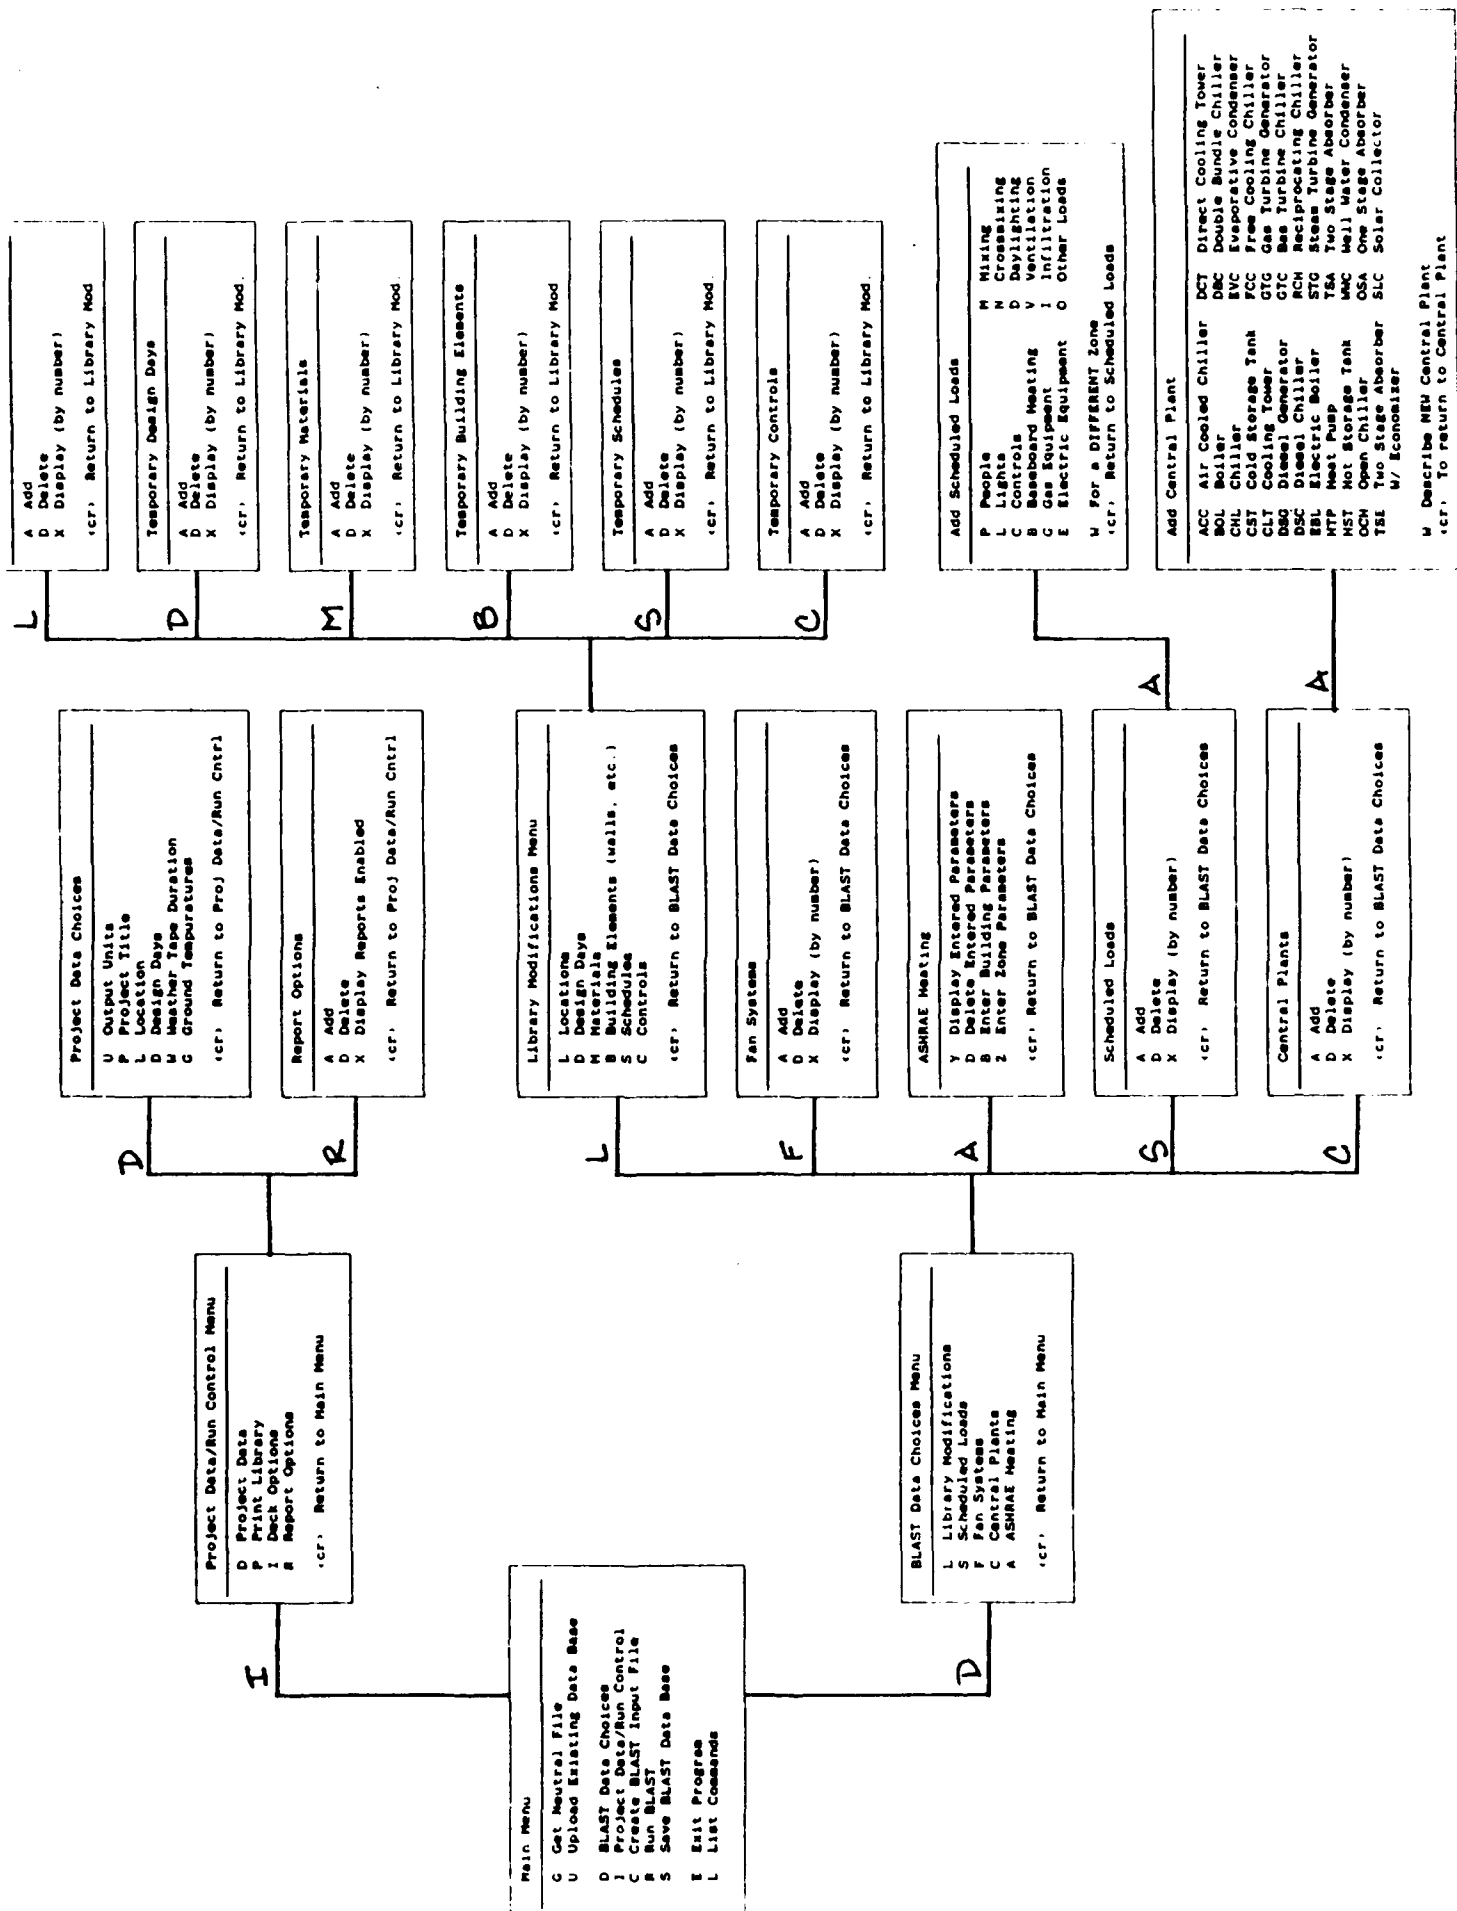 Main Menu
G Get Neutral File
U Upload Existing Data Base
D BLAST Data Choices
I Project Data/Run Control
C Create BLAST Input File
R Run BLAST
S Save BLAST Data Base
E Exit Program
L List Commands
I
D
Project Data/Run Control Menu
D Project Data
P Print Library
I Deck Options
R Report Options
<cr> Return to Main Menu
BLAST Data Choices Menu
L Library Modifications
S Scheduled Loads
F Fan Systems
C Central Plants
A ASHRAE Heating
<cr> Return to Main Menu
D
R
Project Data Choices
U Output Units
P Project Title
L Location
D Design Days
W Weather Tape Duration
G Ground Tempuratures
<cr> Return to Proj Data/Run Cntrl
Report Options
A Add
D Delete
X Display Reports Enabled
<cr> Return to Proj Data/Run Cntrl
L
F
A
S
C
Library Modifications Menu
L Locations
D Design Days
M Materials
B Building Elements (walls, etc.)
S Schedules
C Controls
<cr> Return to BLAST Data Choices
Fan Systems
A Add
D Delete
X Display (by number)
<cr> Return to BLAST Data Choices
ASHRAE Heating
Y Display Entered Parameters
D Delete Entered Parameters
B Enter Building Parameters
Z Enter Zone Parameters
<cr> Return to BLAST Data Choices
Scheduled Loads
A Add
D Delete
X Display (by number)
<cr> Return to BLAST Data Choices
Central Plants
A Add
D Delete
X Display (by number)
<cr> Return to BLAST Data Choices
L
D
M
B
S
C
A
A
A Add
D Delete
X Display (by number)
<cr> Return to Library Mod
Temporary Design Days
A Add
D Delete
X Display (by number)
<cr> Return to Library Mod.
Temporary Materials
A Add
D Delete
X Display (by number)
<cr> Return to Library Mod.
Temporary Building Elements
A Add
D Delete
X Display (by number)
<cr> Return to Library Mod
Temporary Schedules
A Add
D Delete
X Display (by number)
<cr> Return to Library Mod.
Temporary Controls
A Add
D Delete
X Display (by number)
<cr> Return to Library Mod.
Add Scheduled Loads
P People M Mixing
L Lights N Crossmixing
C Controls D Daylighting
B Baseboard Heating V Ventilation
G Gas Equipment I Infiltration
E Electric Equipment O Other Loads
W For a DIFFERENT Zone
<cr> Return to Scheduled Loads
Add Central Plant
ACC Air Cooled Chiller DCT Direct Cooling Tower
BOL Boiler DBC Double Bundle Chiller
CHL Chiller EVC Evaporative Condenser
CST Cold Storage Tank FCC Free Cooling Chiller
CLT Cooling Tower GTG Gas Turbine Generator
DSG Diesel Generator GTC Gas Turbine Chiller
DSC Diesel Chiller RCH Reciprocating Chiller
EBL Electric Boiler STG Steam Turbine Generator
HTP Heat Pump TSA Two Stage Absorber
HST Hot Storage Tank WWC Well Water Condenser
OCH Open Chiller OSA One Stage Absorber
TSE Two Stage Absorber SLC Solar Collector
W/ Economizer
W Describe NEW Central Plant
<cr> To return to Central Plant